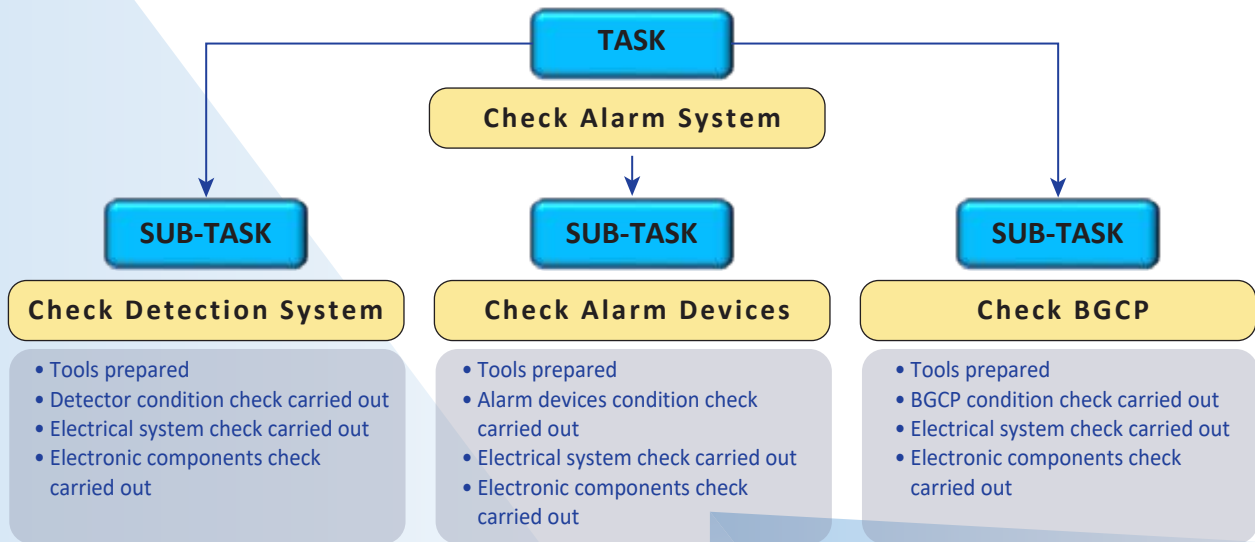 TASK
Check Alarm System
SUB-TASK
Check Detection System
• Tools prepared
• Detector condition check carried out
• Electrical system check carried out
• Electronic components check
carried out
SUB-TASK
Check Alarm Devices
• Tools prepared
• Alarm devices condition check
carried out
• Electrical system check carried out
• Electronic components check
carried out
SUB-TASK
Check BGCP
• Tools prepared
• BGCP condition check carried out
• Electrical system check carried out
• Electronic components check
carried out